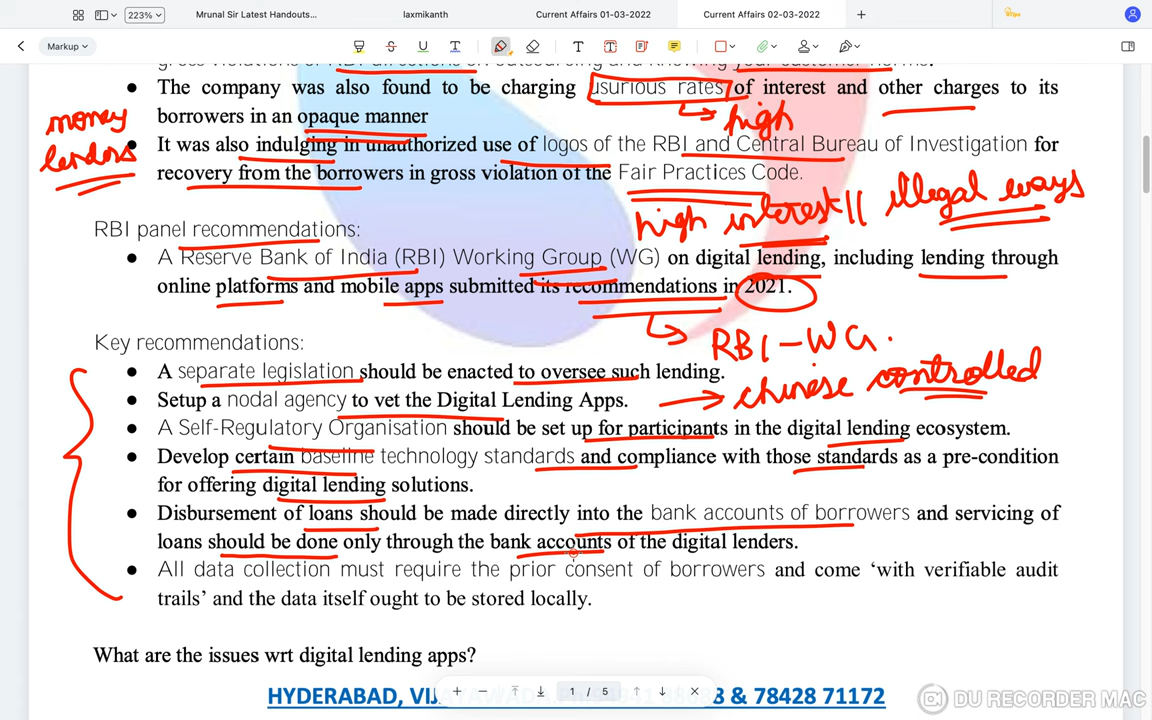 223%
Mrunal Sir Latest Handouts...
laxmikanth
Current Affairs 01-03-2022
Current Affairs 02-03-2022
Markup
gross violations of RBI directions on outsourcing and Knowing your customer norms.
• The company was also found to be charging usurious rates of interest and other charges to its
borrowers in an opaque manner
high
money
lenders
• It was also indulging in unauthorized use of logos of the RBI and Central Bureau of Investigation for
recovery from the borrowers in gross violation of the Fair Practices Code.
high interest || illegal ways
RBI panel recommendations:
• A Reserve Bank of India (RBI) Working Group (WG) on digital lending, including lending through
online platforms and mobile apps submitted its recommendations in 2021.
RBI - WG.
Key recommendations:
• A separate legislation should be enacted to oversee such lending.
• Setup a nodal agency to vet the Digital Lending Apps.
chinese controlled
• A Self-Regulatory Organisation should be set up for participants in the digital lending ecosystem.
• Develop certain baseline technology standards and compliance with those standards as a pre-condition
for offering digital lending solutions.
• Disbursement of loans should be made directly into the bank accounts of borrowers and servicing of
loans should be done only through the bank accounts of the digital lenders.
• All data collection must require the prior consent of borrowers and come ‘with verifiable audit
trails’ and the data itself ought to be stored locally.
What are the issues wrt digital lending apps?
HYDERABAD, & 78428 71172
1 / 5
DU RECORDER MAC